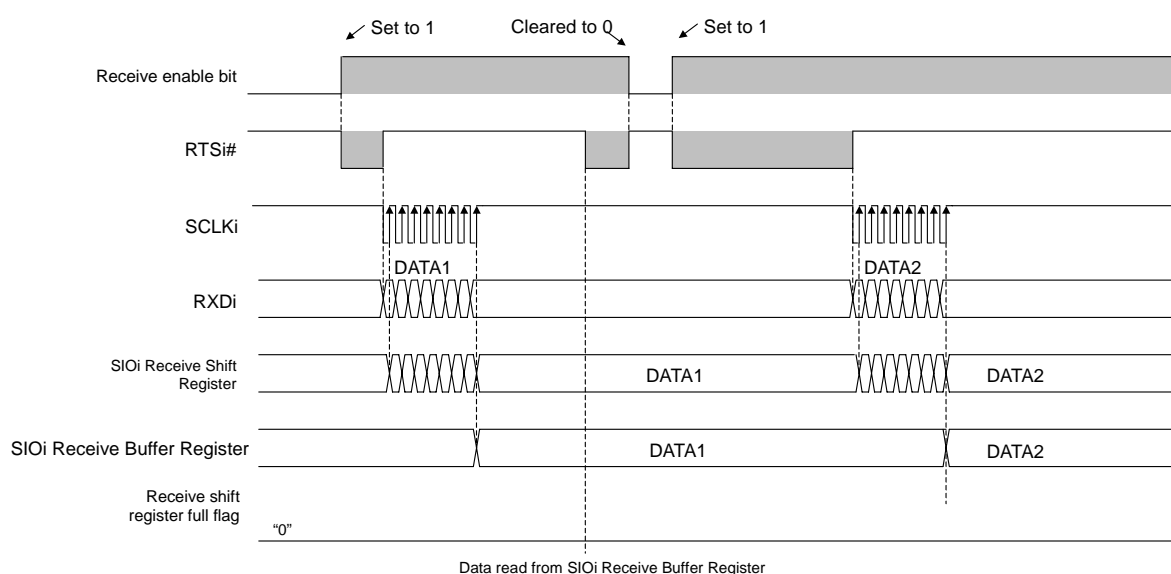 Set to 1
Cleared to 0
Set to 1
Receive enable bit
RTSi#
SCLKi
DATA1
DATA2
RXDi
SIOi Receive Shift
Register
DATA1
DATA2
SIOi Receive Buffer Register
DATA1
DATA2
Receive shift
register full flag
“0”
Data read from SIOi Receive Buffer Register